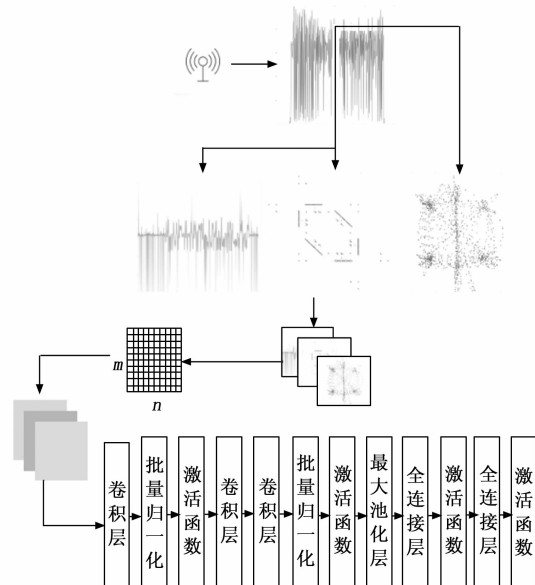 m
n
卷积层
批量归一化
激活函数
卷积层
卷积层
批量归一化
激活函数
最大池化层
全连接层
激活函数
全连接层
激活函数